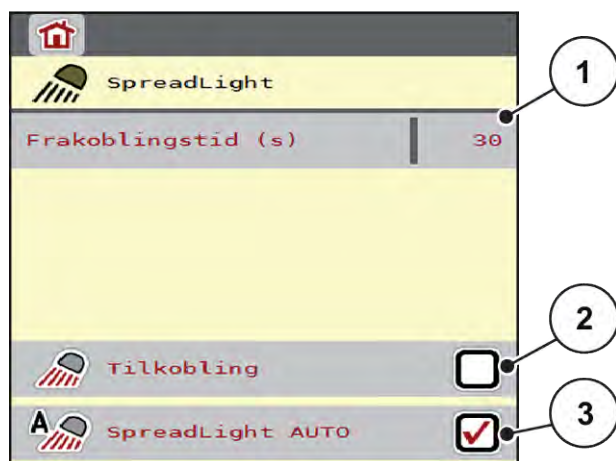 SpreadLight
1
Frakoblingstid (s) 30
Tilkobling
2
A
SpreadLight AUTO
3